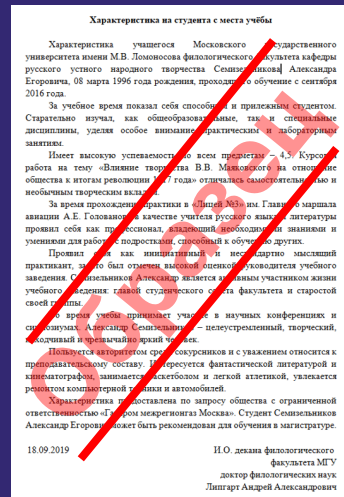 Характеристика на студента с места учёбы
Характеристика учащегося Московского государственного
университета имени М.В. Ломоносова филологического факультета кафедры
русского устного народного творчества Семизельникова Александра
Егоровича, 08 марта 1996 года рождения, проходящего обучение с сентября
2016 года.
За учебное время показал себя способным и прилежным студентом.
Старательно изучал, как общеобразовательные, так и специальные
дисциплины, уделяя особое внимание практическим и лабораторным
занятиям.
Имеет высокую успеваемость по всем предметам – 4,5. Курсовая
работа на тему «Влияние творчества В.В. Маяковского на отношение
общества к итогам революции 1917 года» отличалась самостоятельностью и
необычным творческим вкладом.
За время прохождения практики в «Лицей №3» им. Главного маршала
авиации А.Е. Голованова в качестве учителя русского языка и литературы
проявил себя как профессионал, владеющий необходимыми знаниями и
умениями для работы с подростками, способный к обучению других.
Проявил себя как инициативный и нестандартно мыслящий
практикант, за что был отмечен высокой оценкой руководителя учебного
заведения. Семизельников Александр является активным участником жизни
учебного заведения: главой студенческого совета факультета и старостой
своей группы.
Во время учебы принимает участие в научных конференциях и
симпозиумах. Александр Семизельников – целеустремленный, творческий,
находчивый и чрезвычайно яркий человек.
Пользуется авторитетом среди сокурсников и с уважением относится к
преподавательскому составу. Интересуется фантастической литературой и
кинематографом, занимается баскетболом и легкой атлетикой, увлекается
ремонтом компьютерной техники и автомобилей.
Характеристика предоставлена по запросу общества с ограниченной
ответственностью «Газпром межрегионгаз Москва». Студент Семизельников
Александр Егорович может быть рекомендован для обучения в магистратуре.
18.09.2019 И.О. декана филологического
факультета МГУ
доктор филологических наук
Липгарт Андрей Александрович
Образец